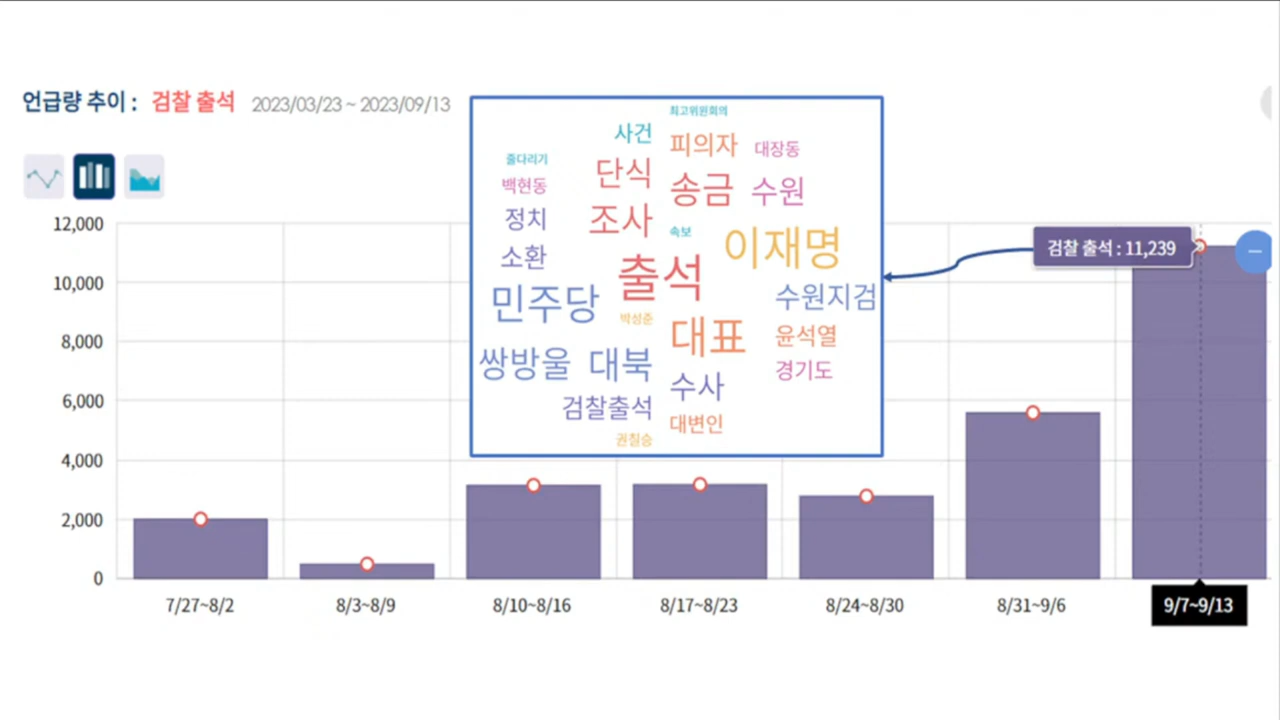 언급량 추이 : 검찰 출석 2023/03/23 ~ 2023/09/13
최고위원회의
사건 피의자 대장동
줄다리기
백현동 단식 송금 수원
정치 조사 속보
이재명
소환 출석
민주당 수원지검
박성준
대표 윤석열
쌍방울 대북 경기도
수사
검찰출석
대변인
권칠승
검찰 출석 : 11,239
12,000
10,000
8,000
6,000
4,000
2,000
0
7/27~8/2 8/3~8/9 8/10~8/16 8/17~8/23 8/24~8/30 8/31~9/6 9/7~9/13